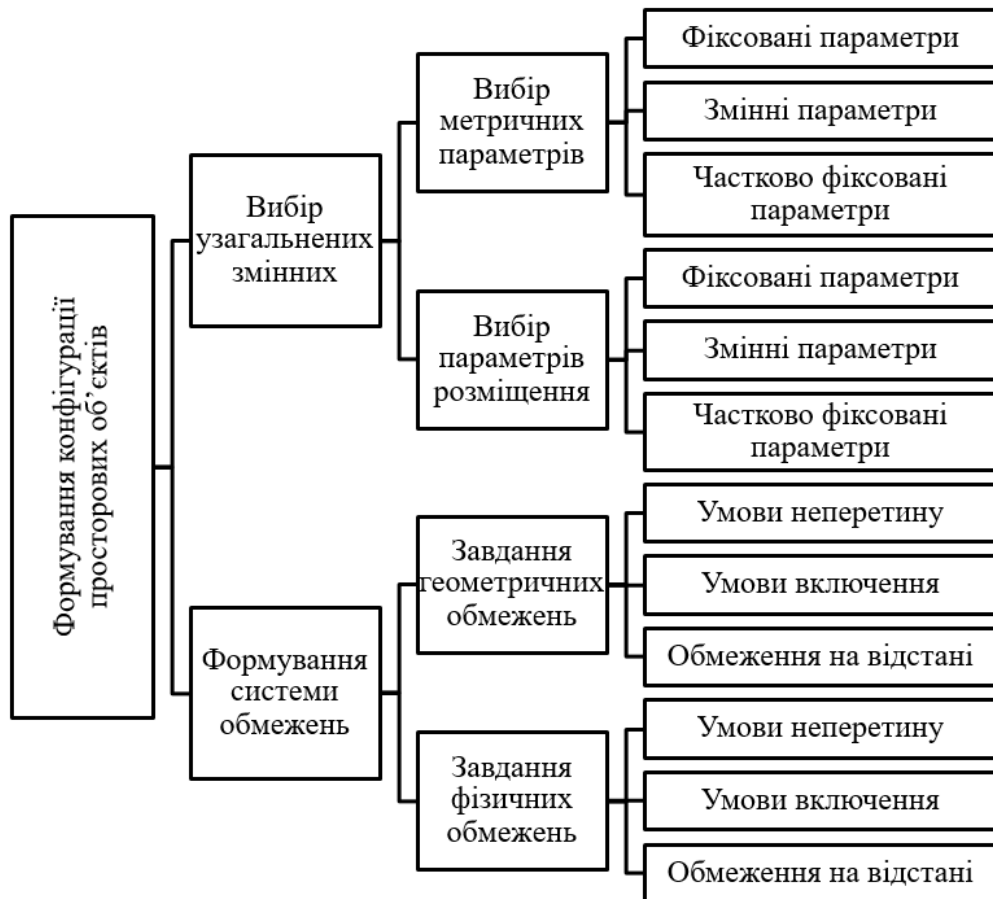 Формування конфігурації
просторових об’єктів
Вибір
узагальнених
змінних
Вибір
метричних
параметрів
Фіксовані параметри
Змінні параметри
Частково фіксовані
параметри
Вибір
параметрів
розміщення
Фіксовані параметри
Змінні параметри
Частково фіксовані
параметри
Формування
системи
обмежень
Завдання
геометричних
обмежень
Умови неперетину
Умови включення
Обмеження на відстані
Завдання
фізичних
обмежень
Умови неперетину
Умови включення
Обмеження на відстані